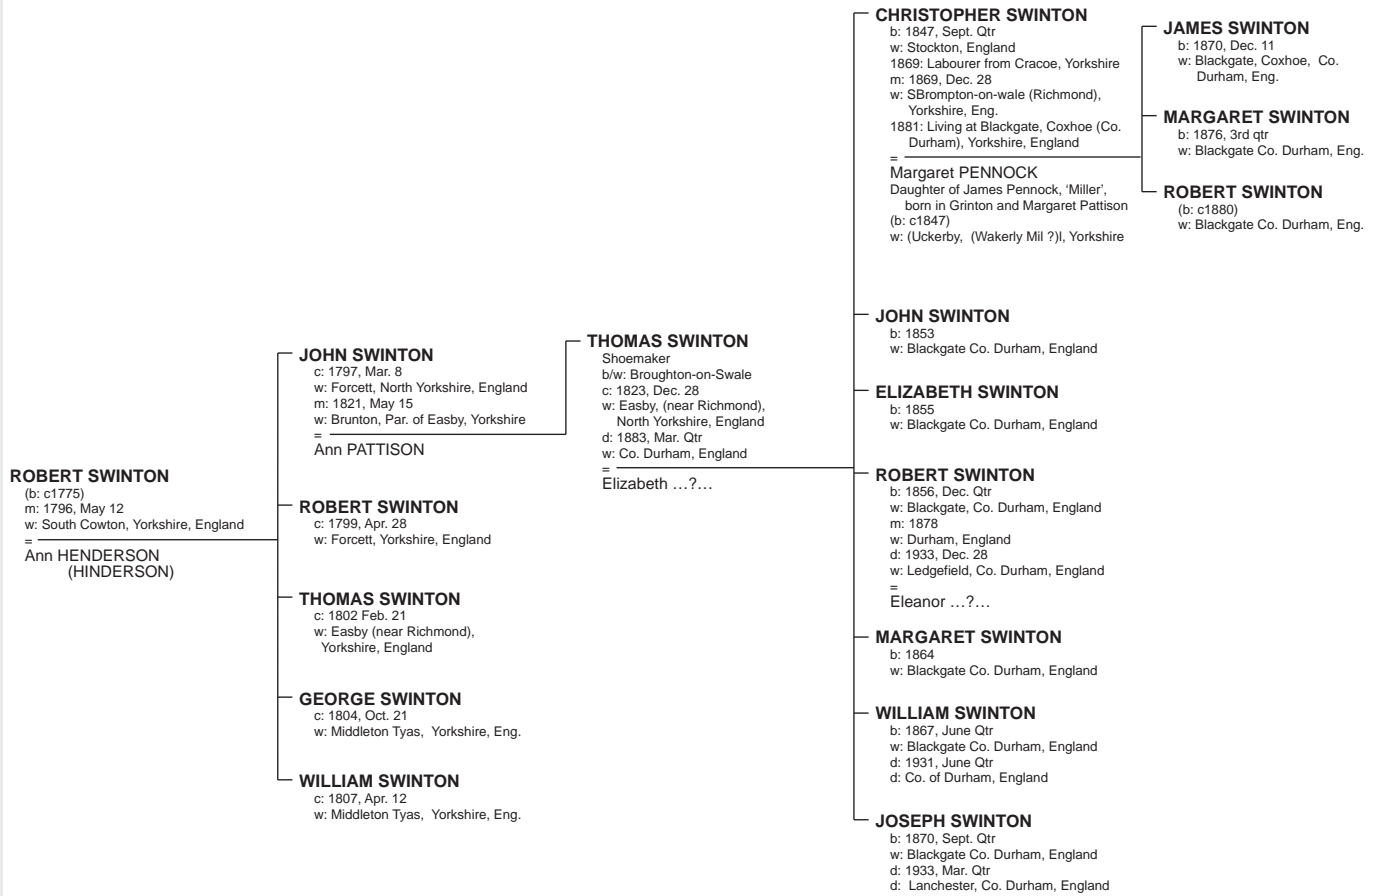 ROBERT SWINTON
(b: c1775)
m: 1796, May 12
w: South Cowton, Yorkshire, England
=
Ann HENDERSON
(HINDERSON)
JOHN SWINTON
c: 1797, Mar. 8
w: Forcett, North Yorkshire, England
m: 1821, May 15
w: Brunton, Par. of Easby, Yorkshire
=
Ann PATTISON
ROBERT SWINTON
c: 1799, Apr. 28
w: Forcett, Yorkshire, England
THOMAS SWINTON
c: 1802 Feb. 21
w: Easby (near Richmond),
Yorkshire, England
GEORGE SWINTON
c: 1804, Oct. 21
w: Middleton Tyas, Yorkshire, Eng.
WILLIAM SWINTON
c: 1807, Apr. 12
w: Middleton Tyas, Yorkshire, Eng.
THOMAS SWINTON
Shoemaker
b/w: Broughton-on-Swale
c: 1823, Dec. 28
w: Easby, (near Richmond),
North Yorkshire, England
d: 1883, Mar. Qtr
w: Co. Durham, England
=
Elizabeth …?…
CHRISTOPHER SWINTON
b: 1847, Sept. Qtr
w: Stockton, England
1869: Labourer from Cracoe, Yorkshire
m: 1869, Dec. 28
w: SBrompton-on-wale (Richmond),
Yorkshire, Eng.
1881: Living at Blackgate, Coxhoe (Co.
Durham), Yorkshire, England
=
Margaret PENNOCK
Daughter of James Pennock, ‘Miller’,
born in Grinton and Margaret Pattison
(b: c1847)
w: (Uckerby, (Wakerly Mil ?)l, Yorkshire
JOHN SWINTON
b: 1853
w: Blackgate Co. Durham, England
ELIZABETH SWINTON
b: 1855
w: Blackgate Co. Durham, England
ROBERT SWINTON
b: 1856, Dec. Qtr
w: Blackgate, Co. Durham, England
m: 1878
w: Durham, England
d: 1933, Dec. 28
w: Ledgefield, Co. Durham, England
=
Eleanor …?…
MARGARET SWINTON
b: 1864
w: Blackgate Co. Durham, England
WILLIAM SWINTON
b: 1867, June Qtr
w: Blackgate Co. Durham, England
d: 1931, June Qtr
d: Co. of Durham, England
JOSEPH SWINTON
b: 1870, Sept. Qtr
w: Blackgate Co. Durham, England
d: 1933, Mar. Qtr
d: Lanchester, Co. Durham, England
JAMES SWINTON
b: 1870, Dec. 11
w: Blackgate, Coxhoe, Co.
Durham, Eng.
MARGARET SWINTON
b: 1876, 3rd qtr
w: Blackgate Co. Durham, Eng.
ROBERT SWINTON
(b: c1880)
w: Blackgate Co. Durham, Eng.